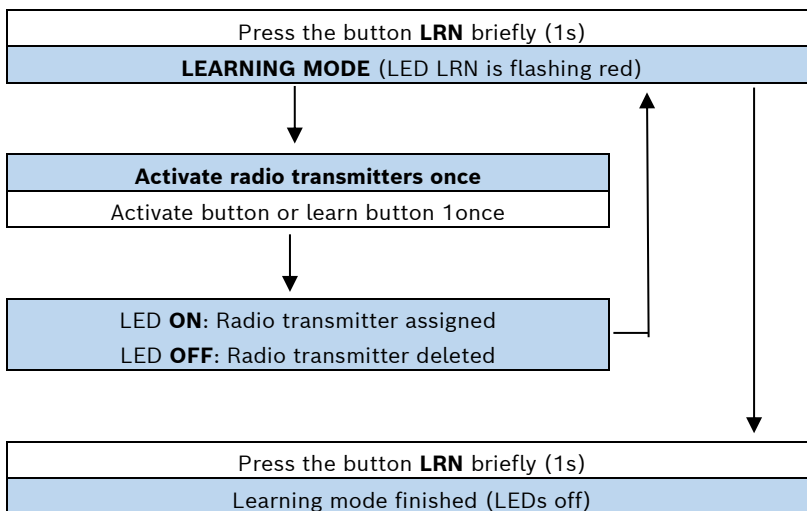 Press the button LRN briefly (1s)
LEARNING MODE (LED LRN is flashing red)
Activate radio transmitters once
Activate button or learn button 1once
LED ON: Radio transmitter assigned
LED OFF: Radio transmitter deleted
Press the button LRN briefly (1s)
Learning mode finished (LEDs off)